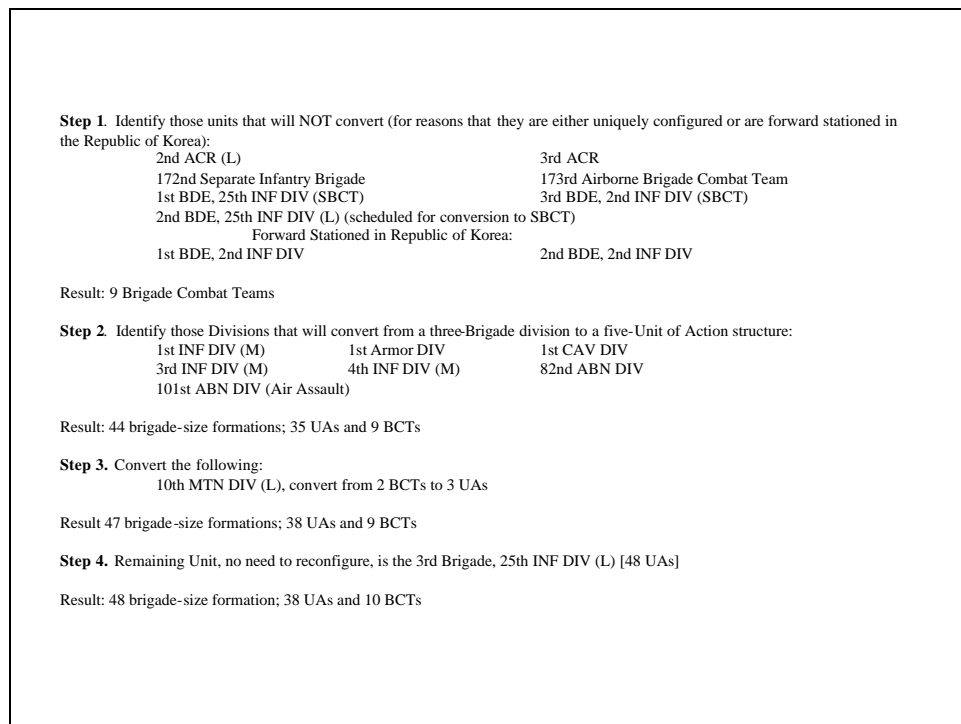 Step 1. Identify those units that will NOT convert (for reasons that they are either uniquely configured or are forward stationed in
the Republic of Korea):
2nd ACR (L) 3rd ACR
172nd Separate Infantry Brigade 173rd Airborne Brigade Combat Team
1st BDE, 25th INF DIV (SBCT) 3rd BDE, 2nd INF DIV (SBCT)
2nd BDE, 25th INF DIV (L) (scheduled for conversion to SBCT)
Forward Stationed in Republic of Korea:
1st BDE, 2nd INF DIV 2nd BDE, 2nd INF DIV
Result: 9 Brigade Combat Teams
Step 2. Identify those Divisions that will convert from a three-Brigade division to a five-Unit of Action structure:
1st INF DIV (M) 1st Armor DIV 1st CAV DIV
3rd INF DIV (M) 4th INF DIV (M) 82nd ABN DIV
101st ABN DIV (Air Assault)
Result: 44 brigade-size formations; 35 UAs and 9 BCTs
Step 3. Convert the following:
10th MTN DIV (L), convert from 2 BCTs to 3 UAs
Result 47 brigade-size formations; 38 UAs and 9 BCTs
Step 4. Remaining Unit, no need to reconfigure, is the 3rd Brigade, 25th INF DIV (L) [48 UAs]
Result: 48 brigade-size formation; 38 UAs and 10 BCTs